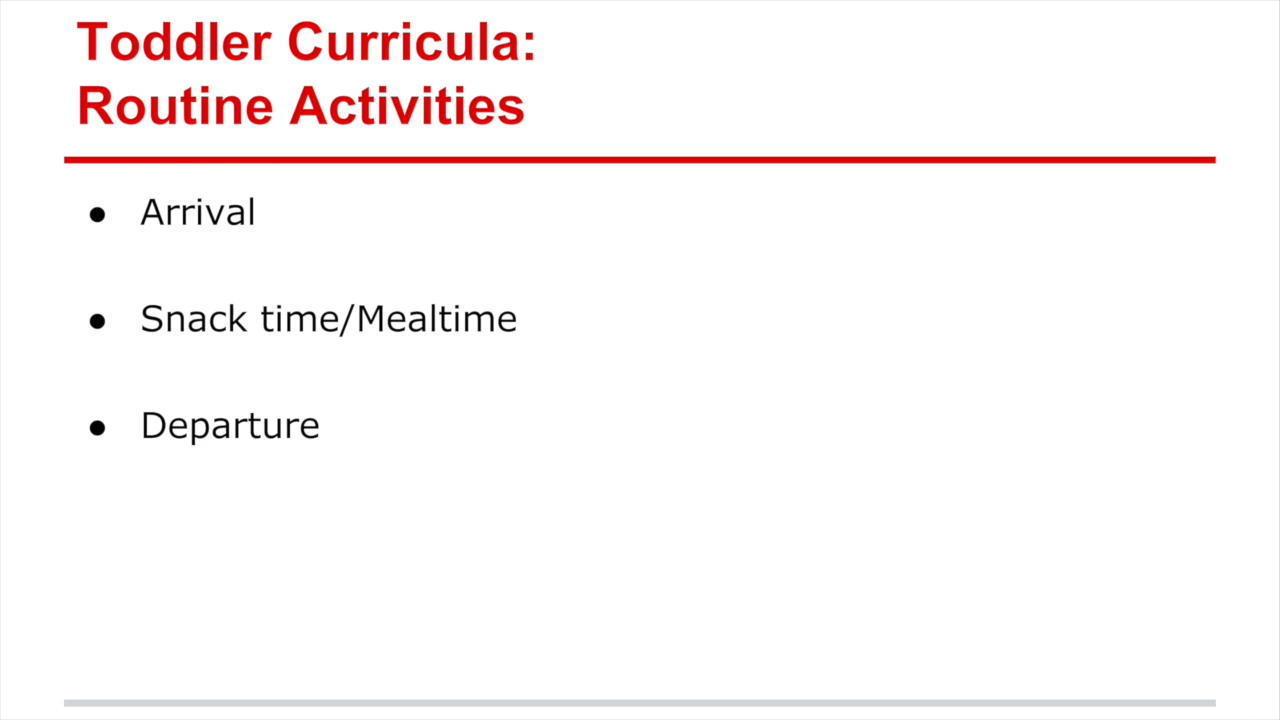 Toddler Curricula:
Routine Activities
● Arrival
● Snack time/Mealtime
● Departure